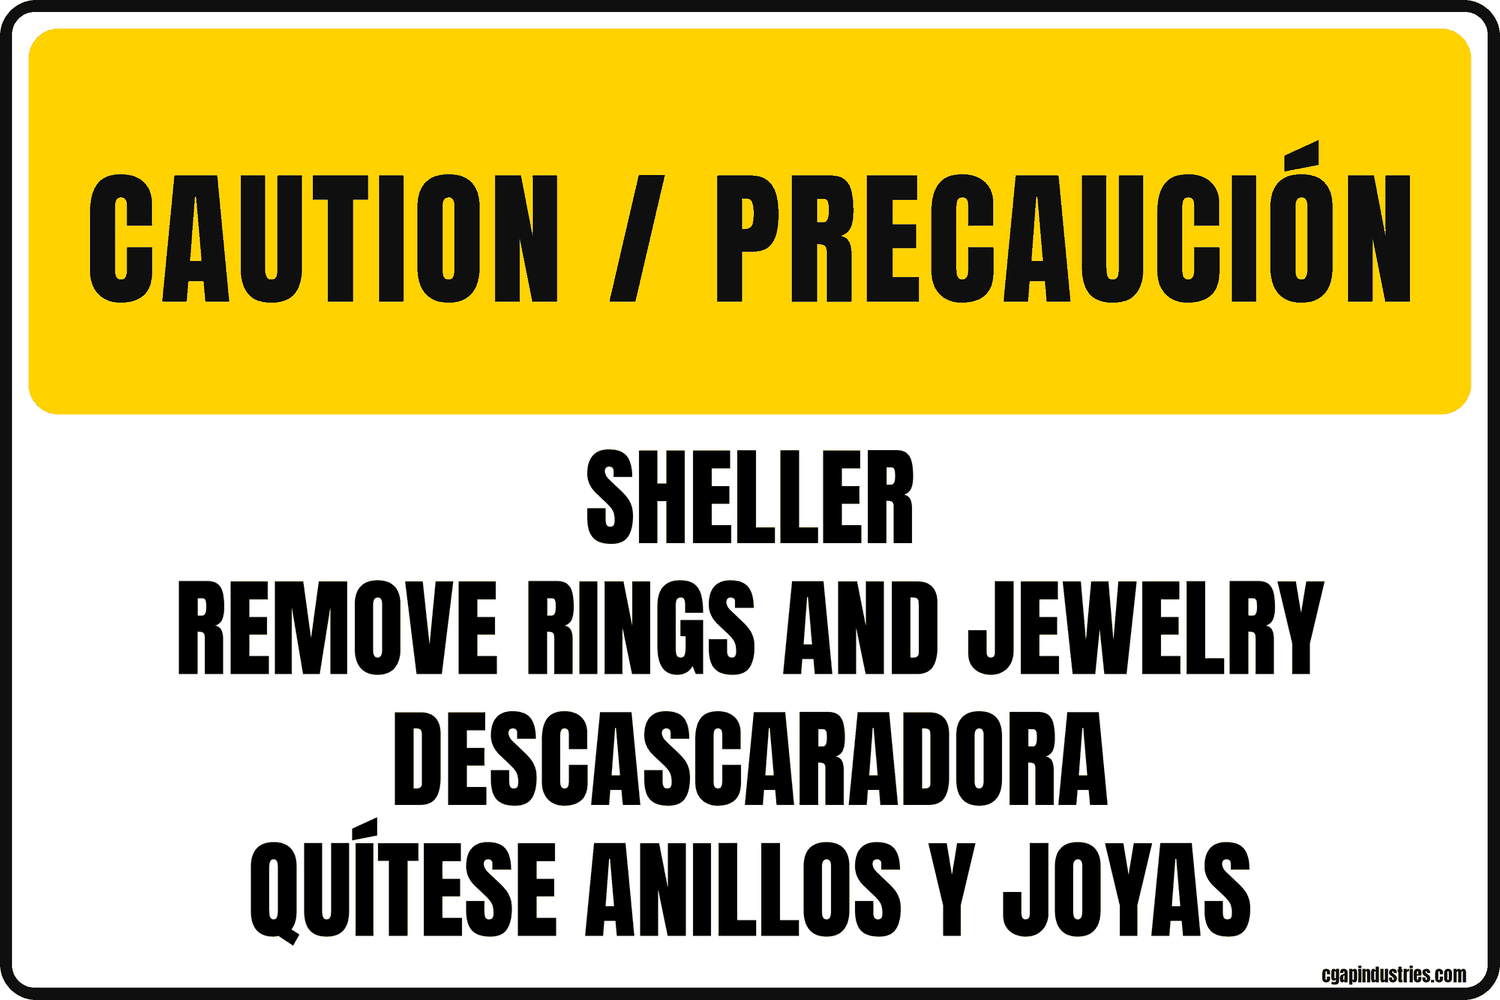 CAUTION / PRECAUCIÓN
SHELLER
REMOVE RINGS AND JEWELRY
DESCASCARADORA
QUÍTESE ANILLOS Y JOYAS
cgapindustries.com